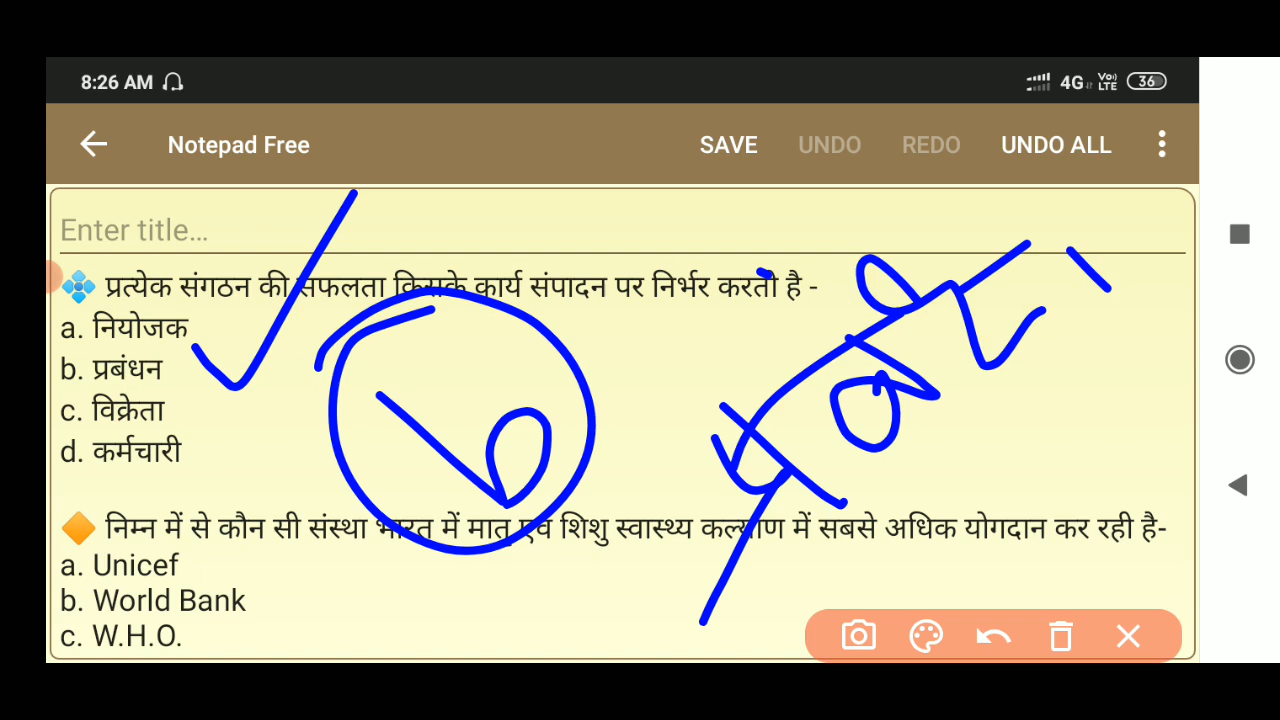 8:26 AM 4G Vo)) LTE 36
Notepad Free SAVE UNDO REDO UNDO ALL
Enter title...
प्रत्येक संगठन की सफलता किसके कार्य संपादन पर निर्भर करती है -
a. नियोजक
b. प्रबंधन
c. विक्रेता
d. कर्मचारी
b
निम्न में से कौन सी संस्था भारत में मातृ एवं शिशु स्वास्थ्य कल्याण में सबसे अधिक योगदान कर रही है-
a. Unicef
b. World Bank
c. W.H.O.